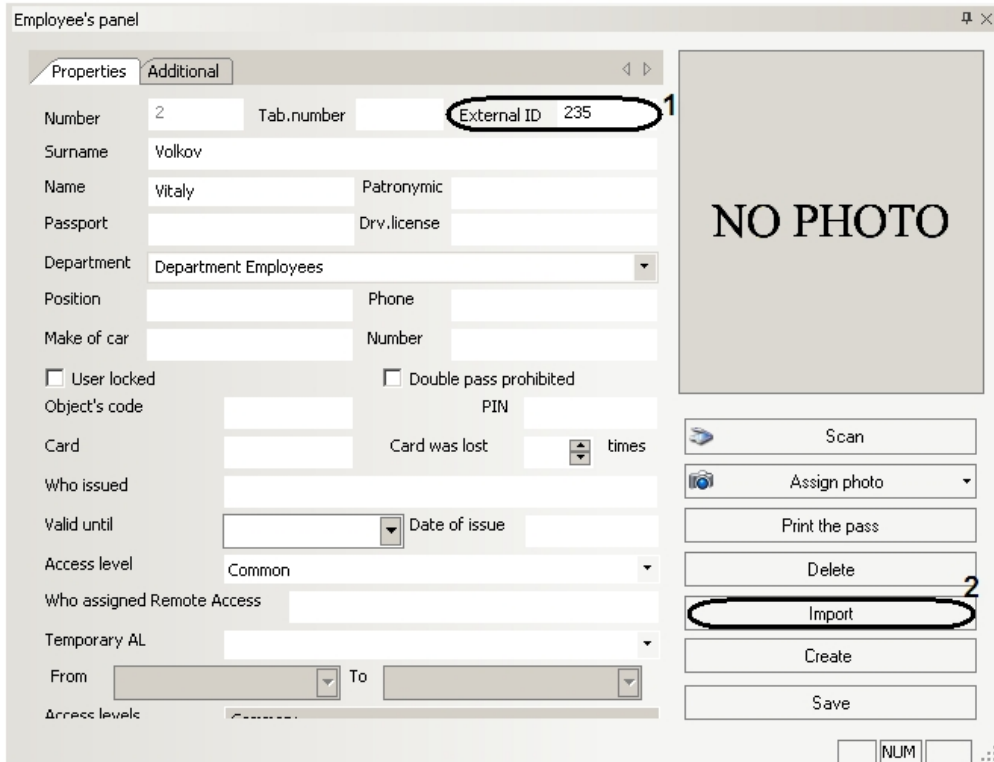 Employee's panel
Properties Additional
Number 2 Tab.number External ID 235 1
Surname Volkov
Name Vitaly Patronymic
Passport Drv.license
NO PHOTO
Department Department Employees
Position Phone
Make of car Number
User locked Double pass prohibited
Object's code PIN
Card Card was lost times
Who issued
Valid until Date of issue
Access level Common
Who assigned Remote Access
Temporary AL
From To
Access levels Common
Scan
Assign photo
Print the pass
Delete
2
Import
Create
Save
NUM